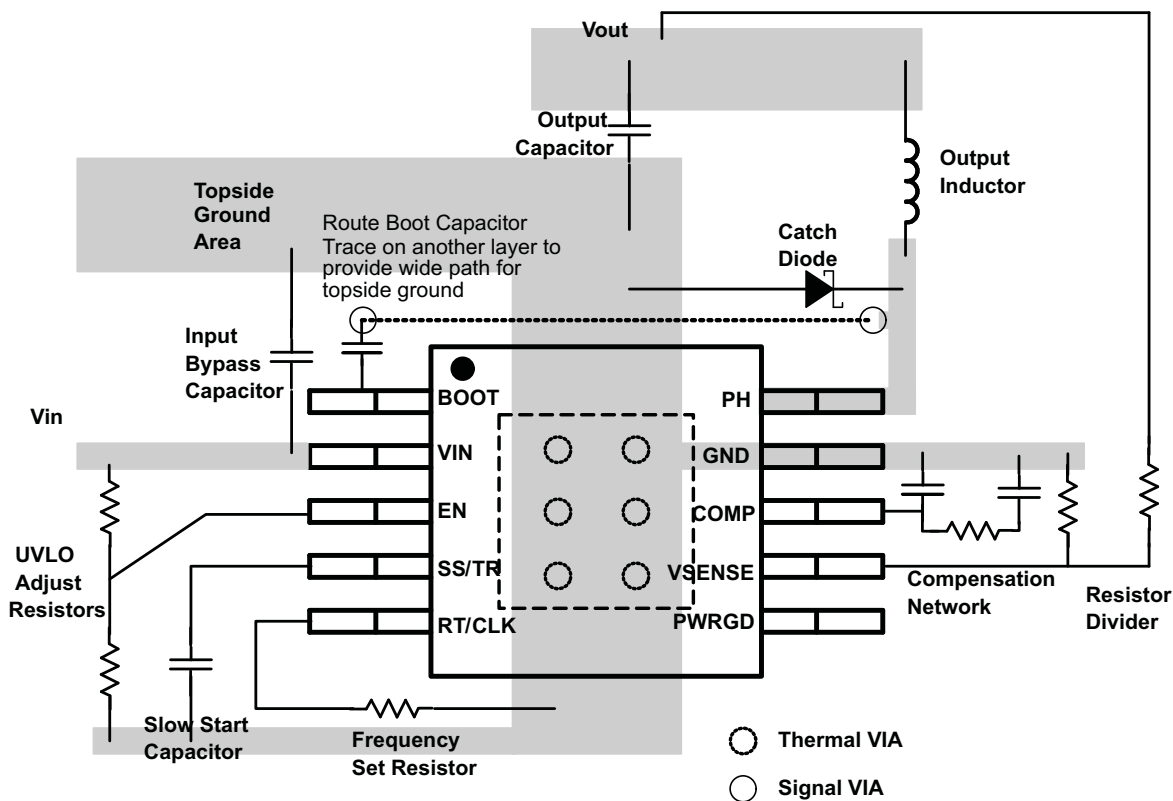 Vout
Output
Capacitor
Output
Inductor
Topside
Ground
Area
Route Boot Capacitor
Trace on another layer to
provide wide path for
topside ground
Catch
Diode
Input
Bypass
Capacitor
Vin
BOOT
VIN
EN
SS/TR
RT/CLK
PH
GND
COMP
VSENSE
PWRGD
UVLO
Adjust
Resistors
Slow Start
Capacitor
Frequency
Set Resistor
Compensation
Network
Resistor
Divider
Thermal VIA
Signal VIA